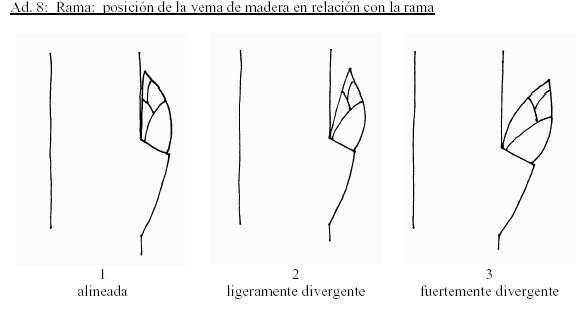 Ad. 8: Rama: posición de la yema de madera en relación con la rama
1 2 3
alineada ligeramente divergente fuertemente divergente